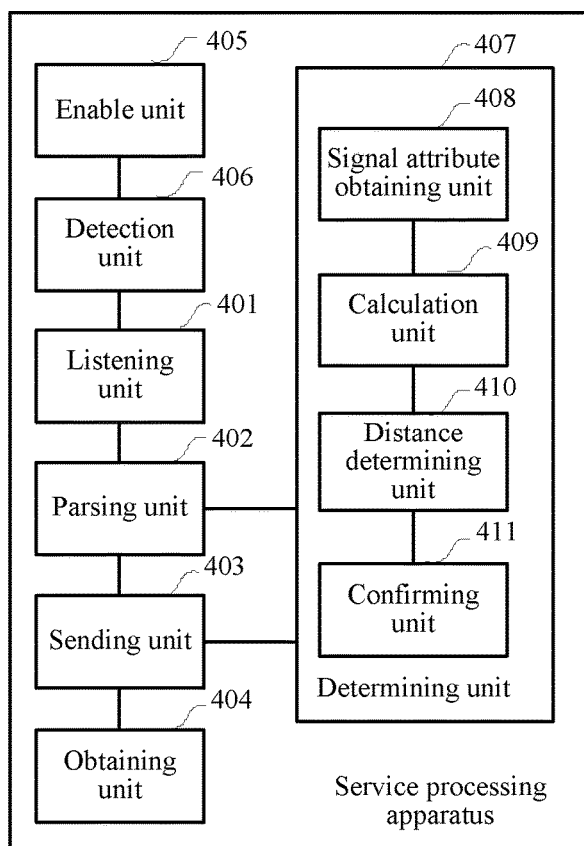 405
Enable unit
406
Detection
unit
401
Listening
unit
402
Parsing unit
403
Sending unit
404
Obtaining
unit
407
408
Signal attribute
obtaining unit
409
Calculation
unit
410
Distance
determining
unit
411
Confirming
unit
Determining unit
Service processing
apparatus